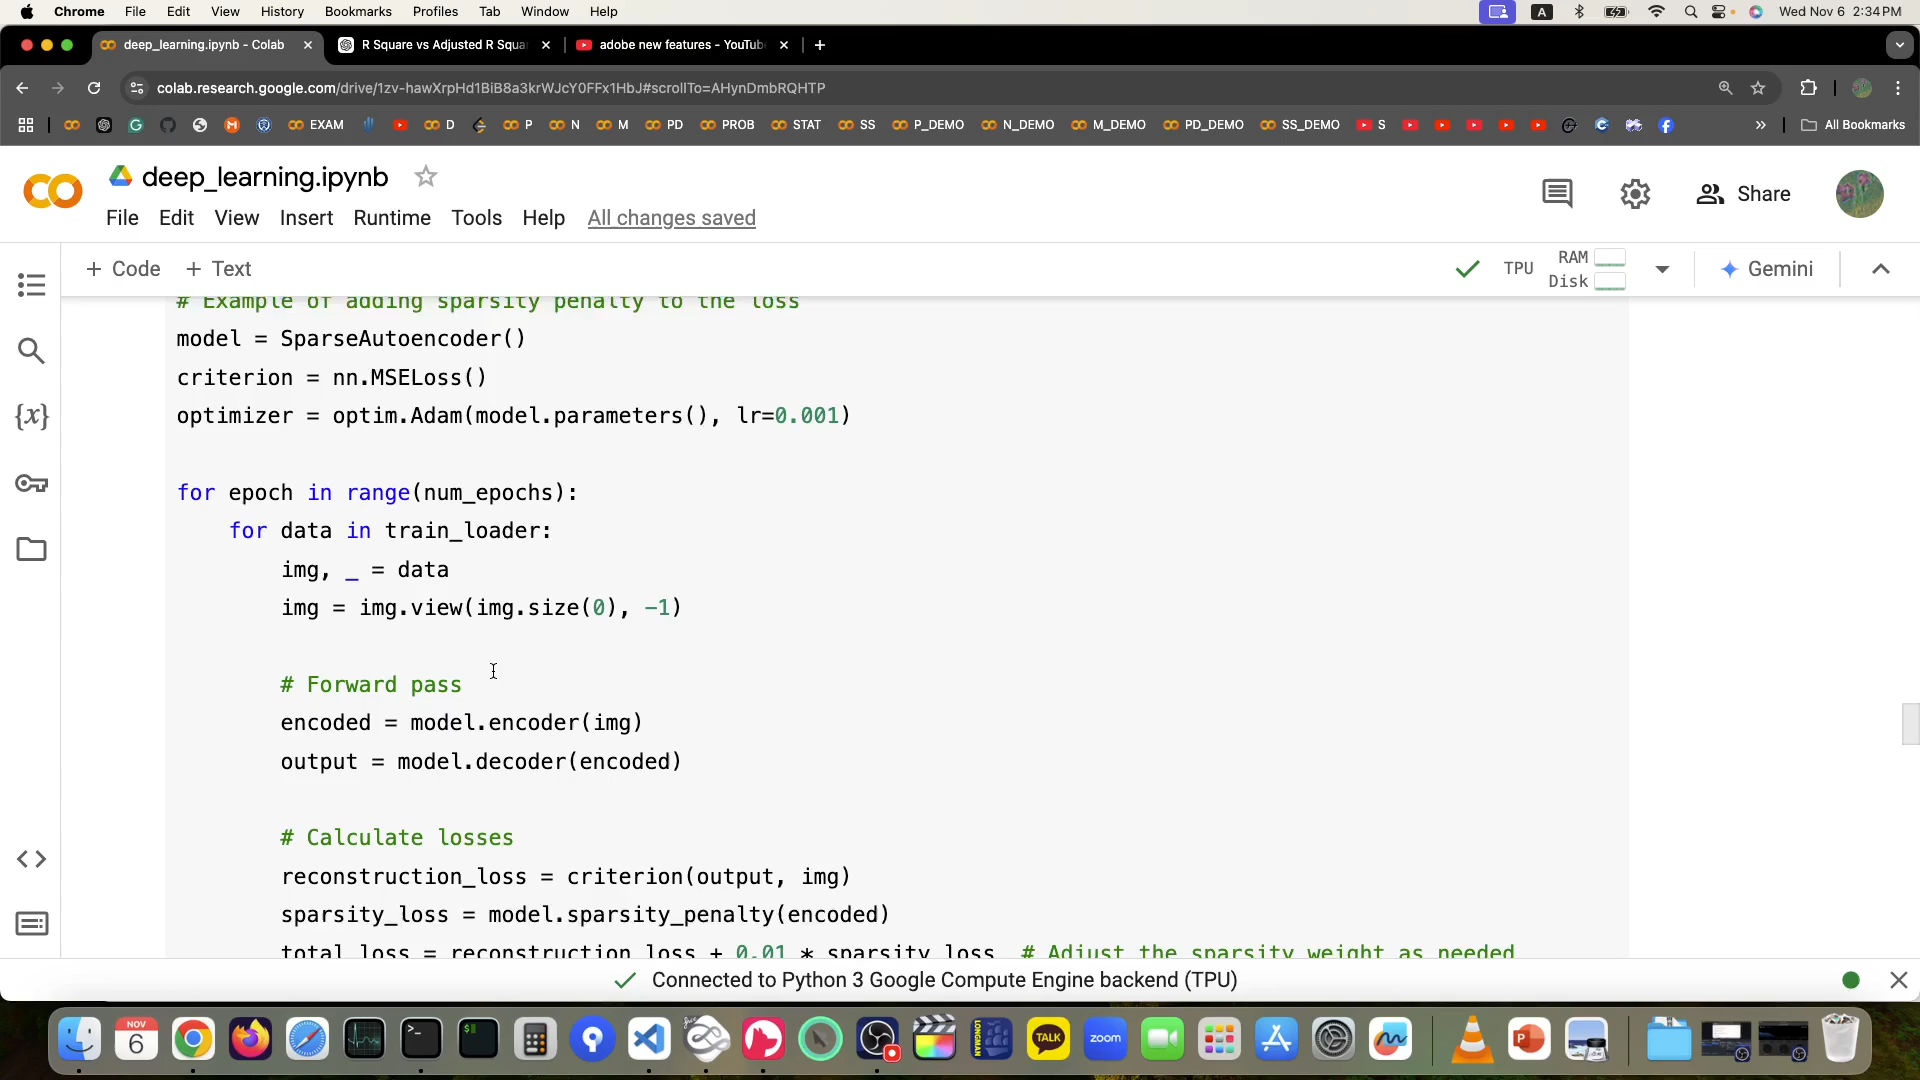 Chrome File Edit View History Bookmarks Profiles Tab Window Help
A
Wed Nov 6 2:34 PM
deep_learning.ipynb - Colab
R Square vs Adjusted R Squa
adobe new features - YouTub
colab.research.google.com/drive/1zv-hawXrpHd1BiB8a3krWJcY0FFx1HbJ#scrollTo=AHynDmbRQHTP
EXAM D P N M PD PROB STAT SS P_DEMO N_DEMO M_DEMO PD_DEMO SS_DEMO S » All Bookmarks
deep_learning.ipynb
Share
File Edit View Insert Runtime Tools Help All changes saved
+ Code + Text
TPU RAM Disk Gemini
# Example of adding sparsity penalty to the loss
model = SparseAutoencoder()
criterion = nn.MSELoss()
optimizer = optim.Adam(model.parameters(), lr=0.001)
for epoch in range(num_epochs):
for data in train_loader:
img, _ = data
img = img.view(img.size(0), -1)
# Forward pass
encoded = model.encoder(img)
output = model.decoder(encoded)
# Calculate losses
reconstruction_loss = criterion(output, img)
sparsity_loss = model.sparsity_penalty(encoded)
total_loss = reconstruction_loss + 0.01 * sparsity_loss # Adjust the sparsity weight as needed
Connected to Python 3 Google Compute Engine backend (TPU)
NOV
6
LONGMAN
TALK
zoom